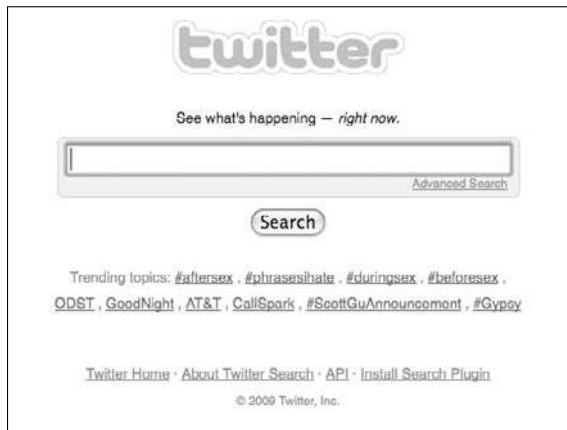 twitter
See what's happening — right now.
Advanced Search
Search
Trending topics: #aftersex , #phrasesihate , #duringsex , #beforesex ,
ODST , GoodNight , AT&T , CallSpark , #ScottGuAnnouncement , #Gypsy
Twitter Home · About Twitter Search · API · Install Search Plugin
© 2009 Twitter, Inc.